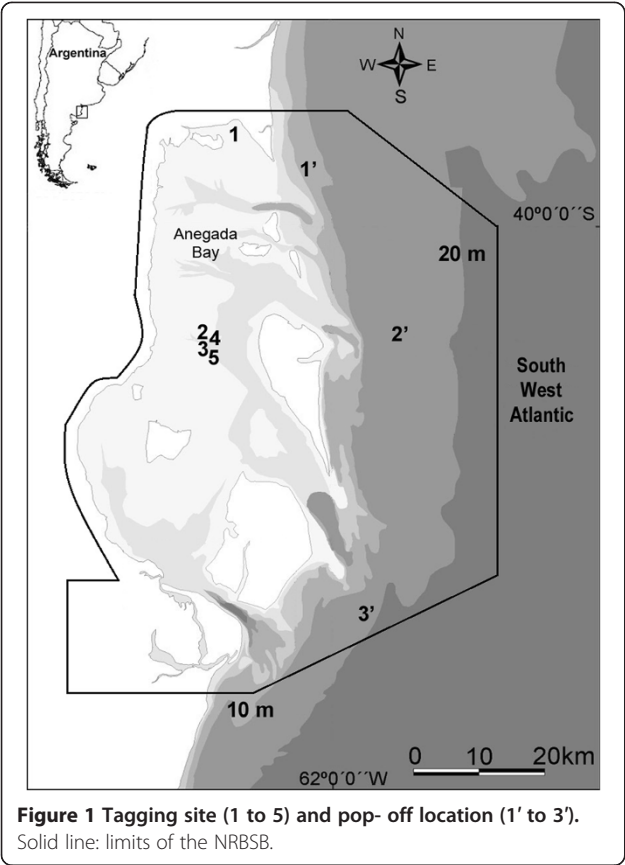 Argentina
N
W E
S
1
1’
40º0´0´´S
Anegada
Bay
20 m
2 4
3 5
2’
South
West
Atlantic
3’
10 m
0 10 20km
62º0´0´´W
Figure 1 Tagging site (1 to 5) and pop- off location (1′ to 3′).
Solid line: limits of the NRBSB.